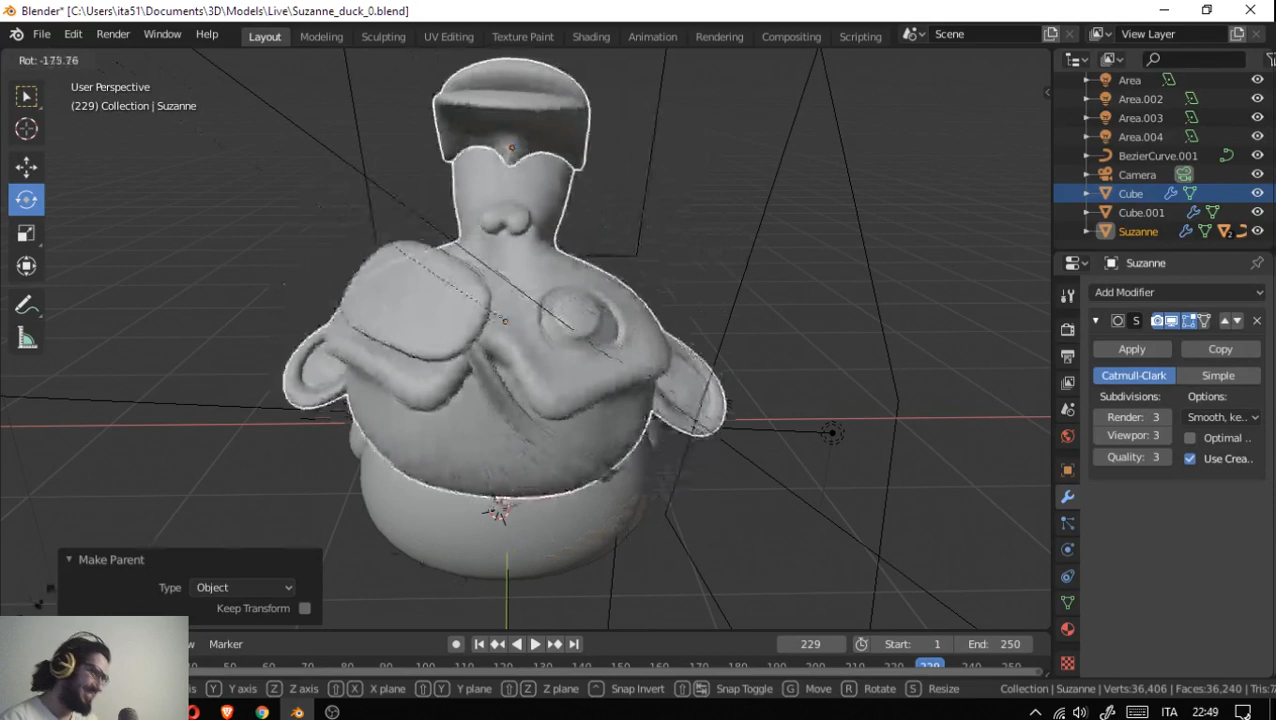 Blender* [C:\Users\ita51\Documents\3D\Models\Live\Suzanne_duck_0.blend]
File Edit Render Window Help Layout Modeling Sculpting UV Editing Texture Paint Shading Animation Rendering Compositing Scripting Scene View Layer
Rot: -175.76
User Perspective
(229) Collection | Suzanne
Area
Area.002
Area.003
Area.004
BezierCurve.001
Camera
Cube
Cube.001
Suzanne
2
Suzanne
Add Modifier
S
Apply Copy
Catmull-Clark Simple
Subdivisions: Options:
Render: 3 Smooth, ke..
Viewpor: 3 Optimal ..
Quality: 3 Use Crea..
Make Parent
Type Object
Keep Transform
Marker 229 Start: 1 End: 250
50 60 70 80 90 100 110 120 130 140 150 160 170 180 190 200 210 220 229 240 250
Y Y axis Z Z axis X X plane Y Y plane Z Z plane ^ Snap Invert Snap Toggle G Move R Rotate S Resize Collection | Suzanne | Verts:36,406 | Faces:36,240 | Tris:7
ITA 22:49